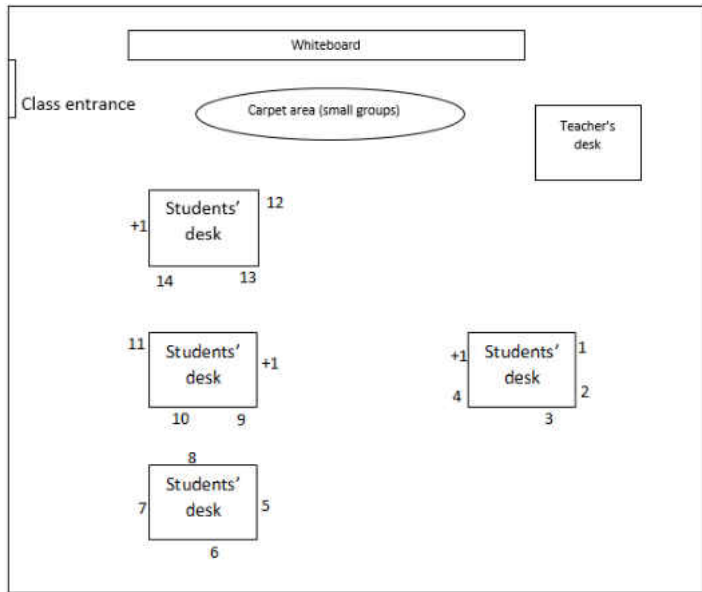 Whiteboard
Class entrance
Carpet area (small groups)
Teacher's
desk
Students'
desk
12
+1
14
13
11
Students'
desk
+1
10
9
+1
Students'
desk
1
2
4
3
8
Students'
desk
7
5
6